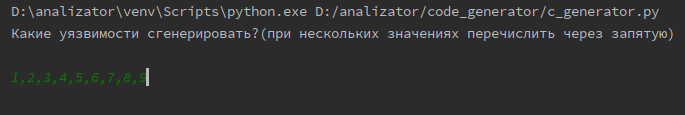 D:\analizator\venv\Scripts\python.exe D:/analizator/code_generator/c_generator.py
Какие уязвимости сгенерировать?(при нескольких значениях перечислить через запятую)
1,2,3,4,5,6,7,8,9